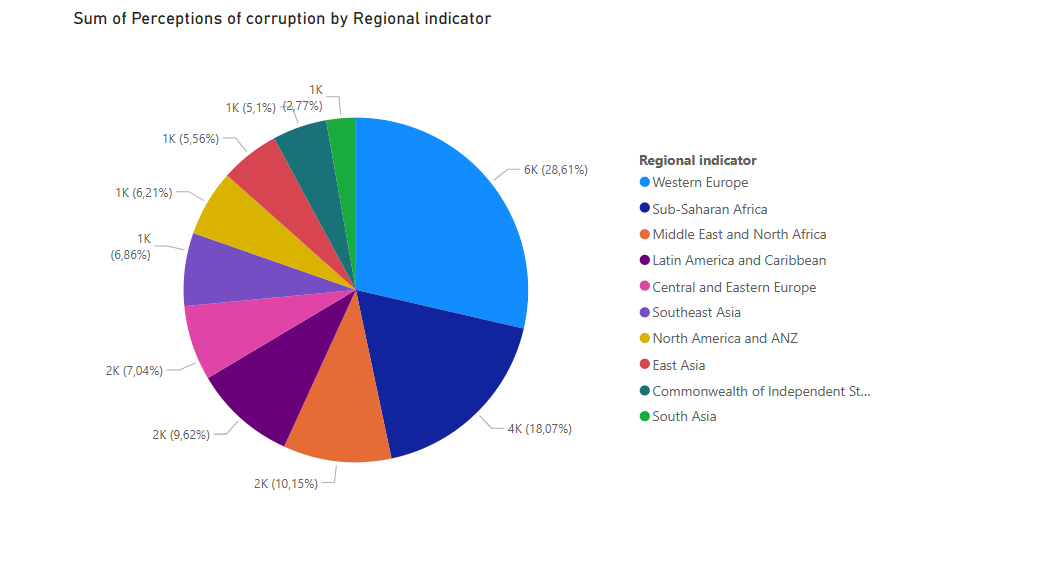 Sum of Perceptions of corruption by Regional indicator
1K
(2,77%)
1K (5,1%)
1K (5,56%)
1K (6,21%)
1K
(6,86%)
2K (7,04%)
2K (9,62%)
2K (10,15%)
4K (18,07%)
6K (28,61%)
Regional indicator
Western Europe
Sub-Saharan Africa
Middle East and North Africa
Latin America and Caribbean
Central and Eastern Europe
Southeast Asia
North America and ANZ
East Asia
Commonwealth of Independent St...
South Asia